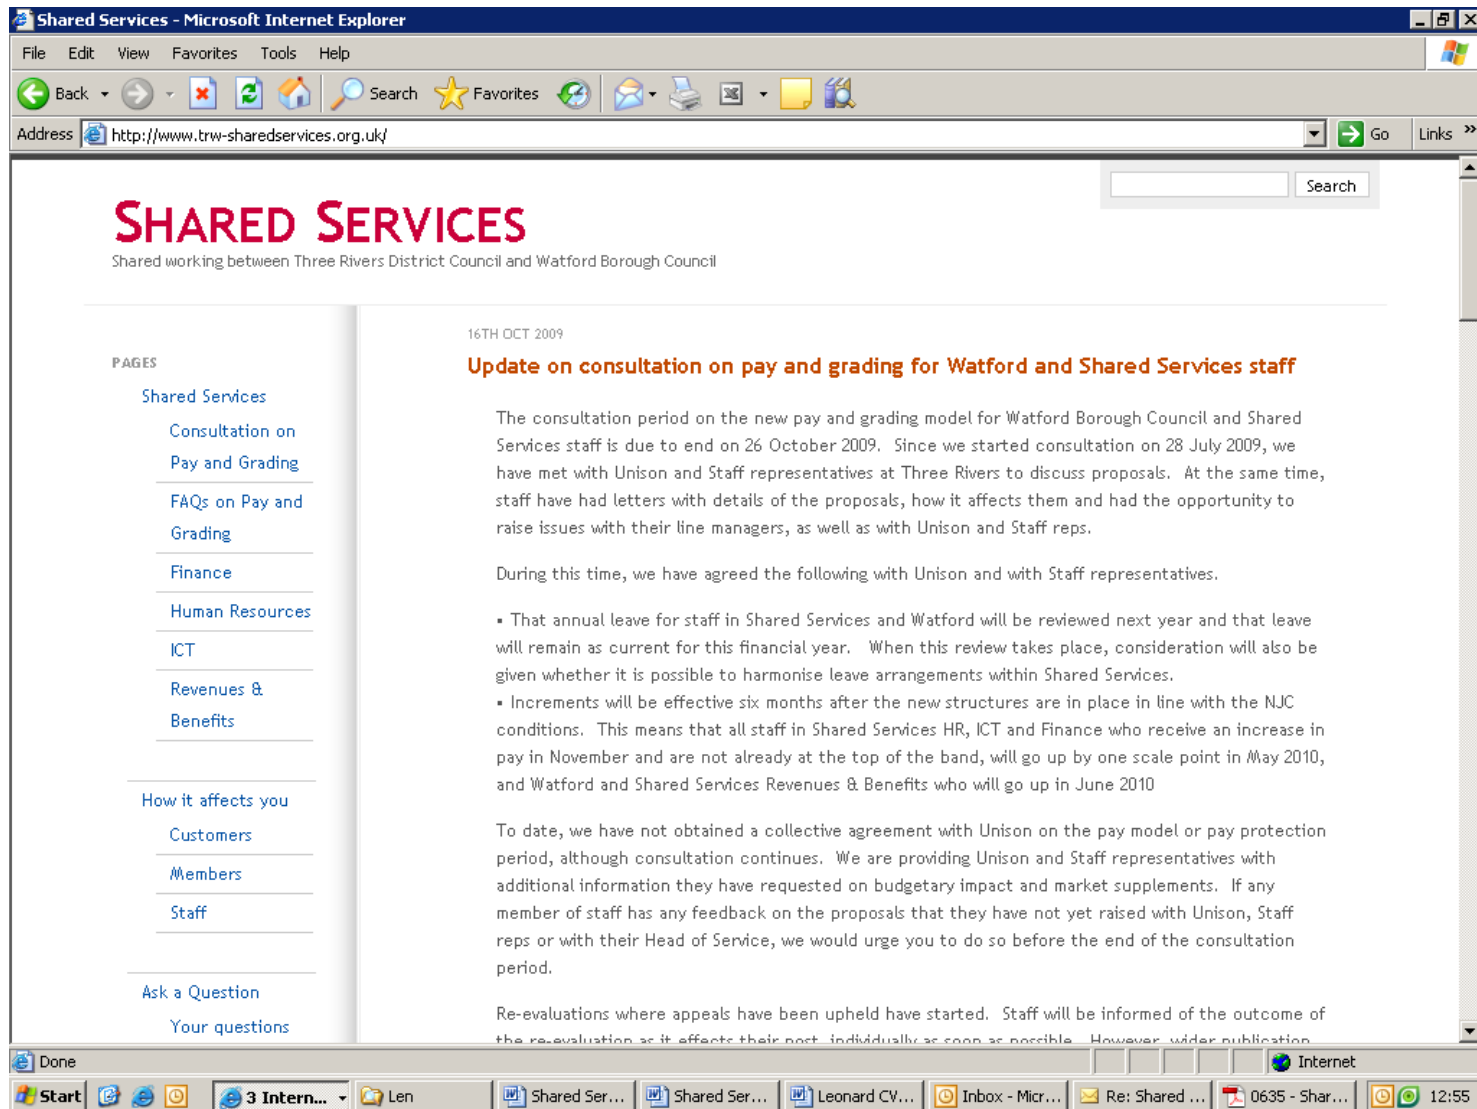 Shared Services - Microsoft Internet Explorer
File Edit View Favorites Tools Help
Back Search Favorites
Address http://www.trw-sharedservices.org.uk/ Go Links »
Search
SHARED SERVICES
Shared working between Three Rivers District Council and Watford Borough Council
PAGES
Shared Services
Consultation on
Pay and Grading
FAQs on Pay and
Grading
Finance
Human Resources
ICT
Revenues &
Benefits
How it affects you
Customers
Members
Staff
Ask a Question
Your questions
16TH OCT 2009
Update on consultation on pay and grading for Watford and Shared Services staff
The consultation period on the new pay and grading model for Watford Borough Council and Shared
Services staff is due to end on 26 October 2009. Since we started consultation on 28 July 2009, we
have met with Unison and Staff representatives at Three Rivers to discuss proposals. At the same time,
staff have had letters with details of the proposals, how it affects them and had the opportunity to
raise issues with their line managers, as well as with Unison and Staff reps.
During this time, we have agreed the following with Unison and with Staff representatives.
▪ That annual leave for staff in Shared Services and Watford will be reviewed next year and that leave
will remain as current for this financial year. When this review takes place, consideration will also be
given whether it is possible to harmonise leave arrangements within Shared Services.
▪ Increments will be effective six months after the new structures are in place in line with the NJC
conditions. This means that all staff in Shared Services HR, ICT and Finance who receive an increase in
pay in November and are not already at the top of the band, will go up by one scale point in May 2010,
and Watford and Shared Services Revenues & Benefits who will go up in June 2010
To date, we have not obtained a collective agreement with Unison on the pay model or pay protection
period, although consultation continues. We are providing Unison and Staff representatives with
additional information they have requested on budgetary impact and market supplements. If any
member of staff has any feedback on the proposals that they have not yet raised with Unison, Staff
reps or with their Head of Service, we would urge you to do so before the end of the consultation
period.
Re-evaluations where appeals have been upheld have started. Staff will be informed of the outcome of
the re-evaluation as it effects their post, individually as soon as possible. However, wider publication
Done Internet
Start 3 Intern... Len Shared Ser... Shared Ser... Leonard CV... Inbox - Micr... Re: Shared ... 0635 - Shar... 12:55